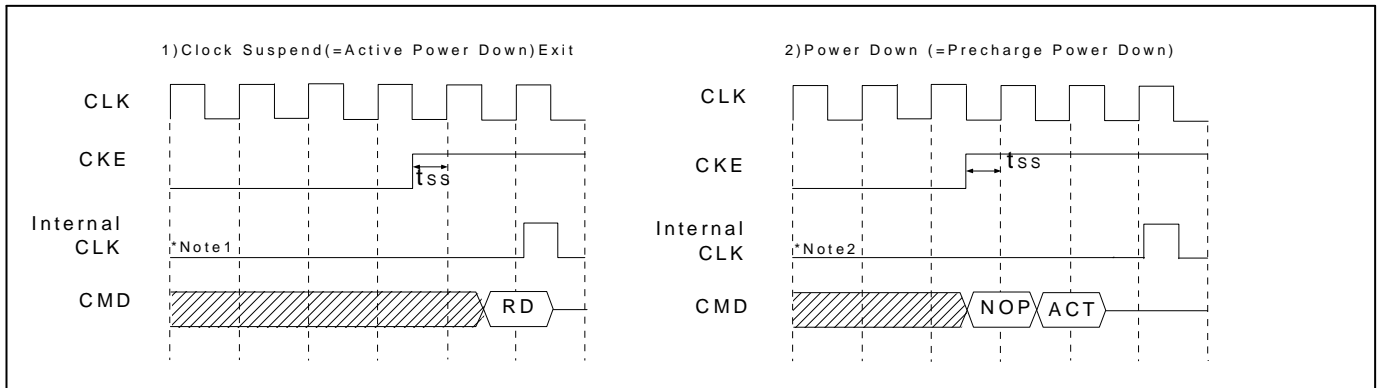 1)Clock Suspend(=Active Power Down)Exit
CLK
CKE
tss
Internal
CLK
*Note1
CMD
RD
2)Power Down (=Precharge Power Down)
CLK
CKE
tss
Internal
CLK
*Note2
CMD
NOP
ACT